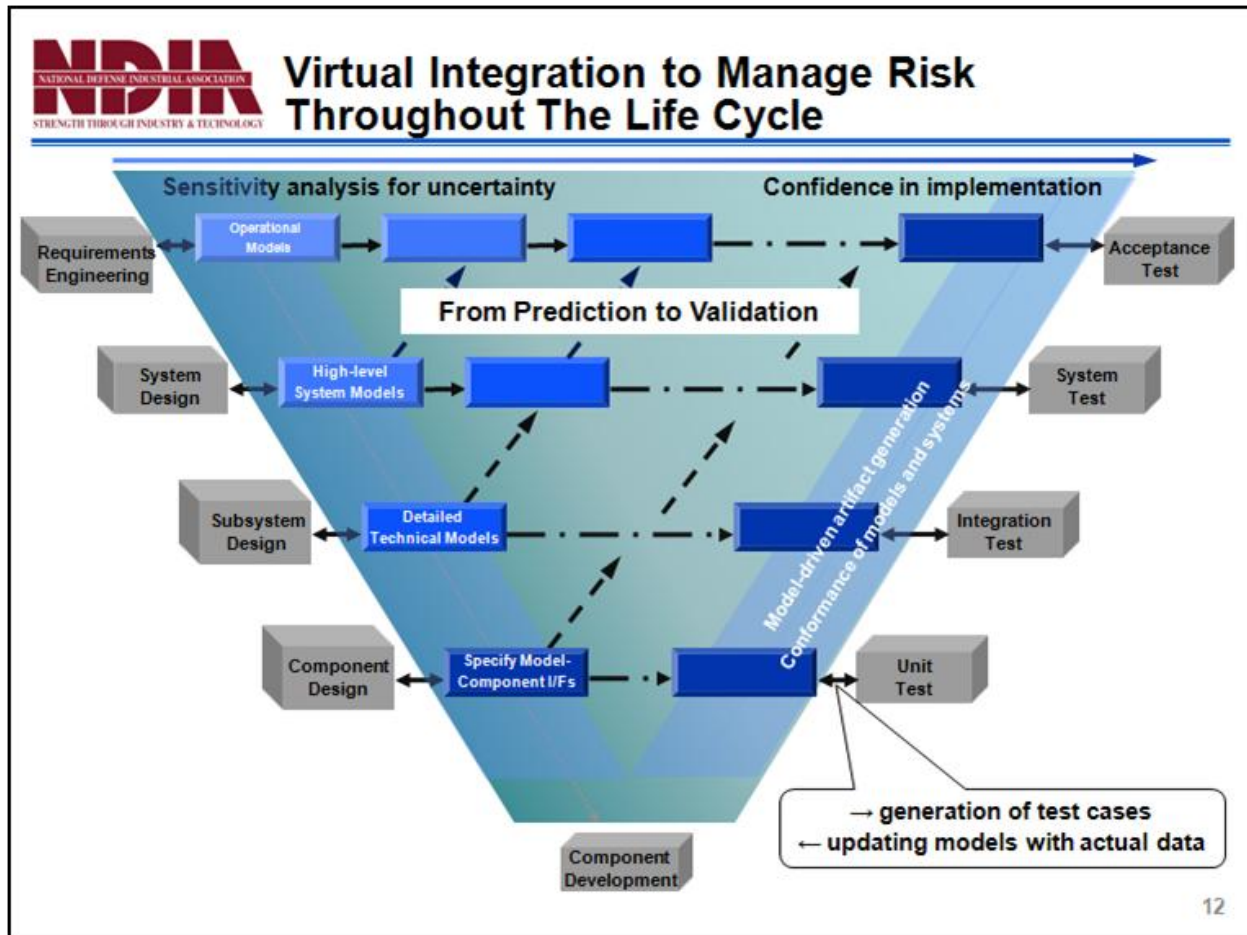 NDIA
NATIONAL DEFENSE INDUSTRIAL ASSOCIATION
STRENGTH THROUGH INDUSTRY & TECHNOLOGY
Virtual Integration to Manage Risk
Throughout The Life Cycle
Sensitivity analysis for uncertainty
Confidence in implementation
Requirements
Engineering
Operational
Models
Acceptance
Test
From Prediction to Validation
System
Design
High-level
System Models
System
Test
Subsystem
Design
Detailed
Technical Models
Integration
Test
Model-driven artifact generation
Conformance of models and systems
Component
Design
Specify Model-
Component I/Fs
Unit
Test
→ generation of test cases
← updating models with actual data
Component
Development
12